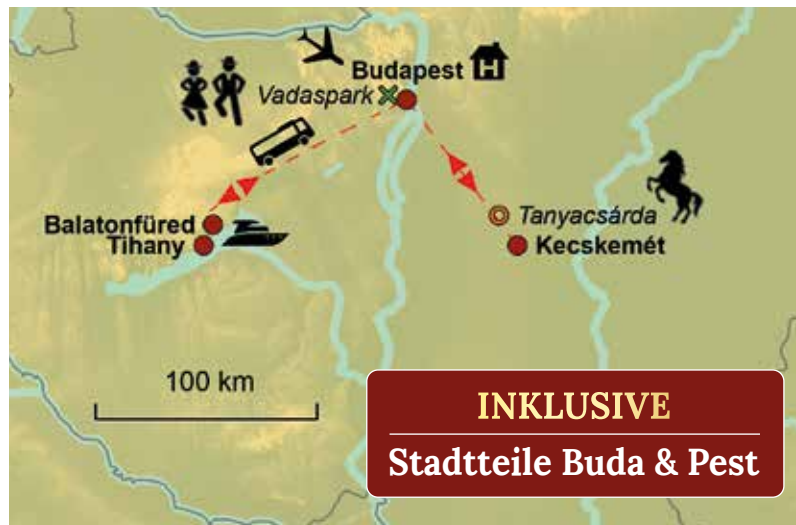 Budapest H
Vadaspark
Balatonfüred
Tihany
Tanyacsárda
Kecskemét
100 km
INKLUSIVE
Stadtteile Buda & Pest